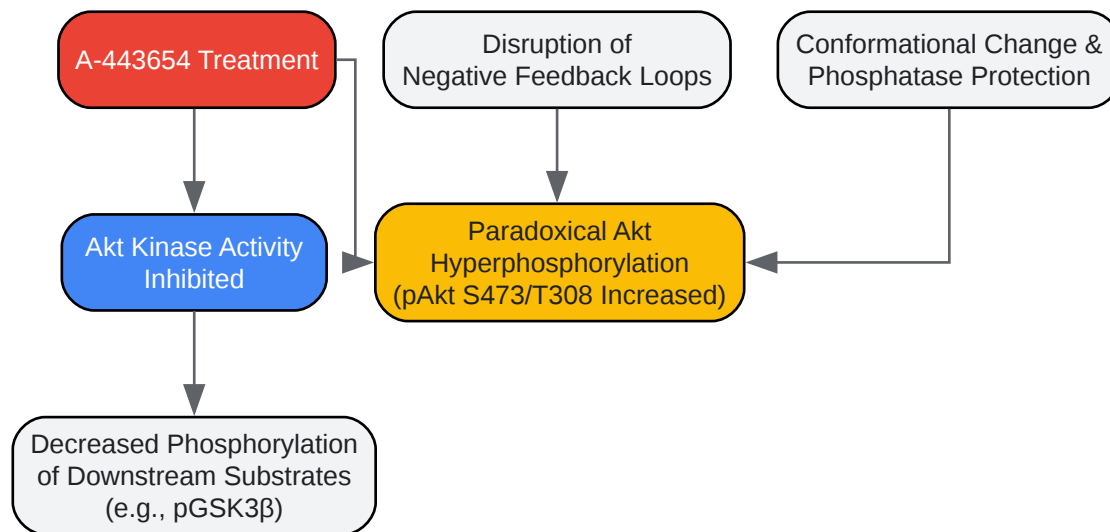 A-443654 Treatment
Disruption of
Negative Feedback Loops
Conformational Change &
Phosphatase Protection
Akt Kinase Activity
Inhibited
Paradoxical Akt
Hyperphosphorylation
(pAkt S473/T308 Increased)
Decreased Phosphorylation
of Downstream Substrates
(e.g., pGSK3β)